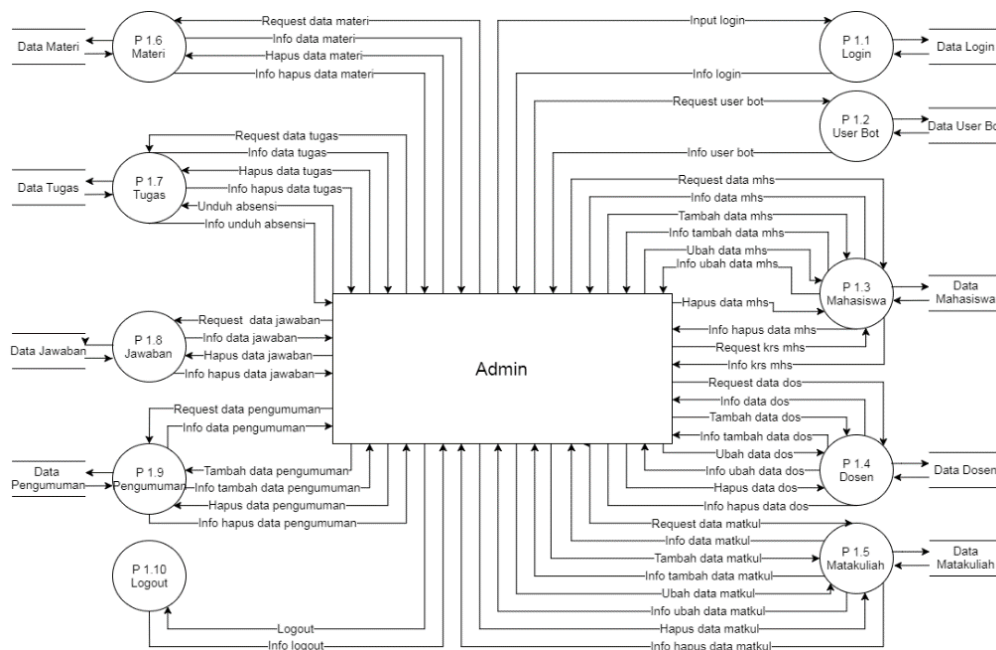 Request data materi
Info data materi
Hapus data materi
Info hapus data materi
Data Materi
P 1.6
Materi
Input login
Info login
P 1.1
Login
Data Login
Request user bot
Info user bot
P 1.2
User Bot
Data User Bot
Request data tugas
Info data tugas
Hapus data tugas
Info hapus data tugas
Unduh absensi
Info unduh absensi
Data Tugas
P 1.7
Tugas
Request data mhs
Info data mhs
Tambah data mhs
Info tambah data mhs
Ubah data mhs
Info ubah data mhs
Hapus data mhs
Info hapus data mhs
Request krs mhs
Info krs mhs
P 1.3
Mahasiswa
Data
Mahasiswa
Request data jawaban
Info data jawaban
Hapus data jawaban
Info hapus data jawaban
Data Jawaban
P 1.8
Jawaban
Admin
Request data dos
Info data dos
Tambah data dos
Info tambah data dos
Ubah data dos
Info ubah data dos
Hapus data dos
Info hapus data dos
P 1.4
Dosen
Data Dosen
Request data pengumuman
Info data pengumuman
Tambah data pengumuman
Info tambah data pengumuman
Hapus data pengumuman
Info hapus data pengumuman
Data
Pengumuman
P 1.9
Pengumuman
Request data matkul
Info data matkul
Tambah data matkul
Info tambah data matkul
Ubah data matkul
Info ubah data matkul
Hapus data matkul
Info hapus data matkul
P 1.5
Matakuliah
Data
Matakuliah
P 1.10
Logout
Logout
Info logout